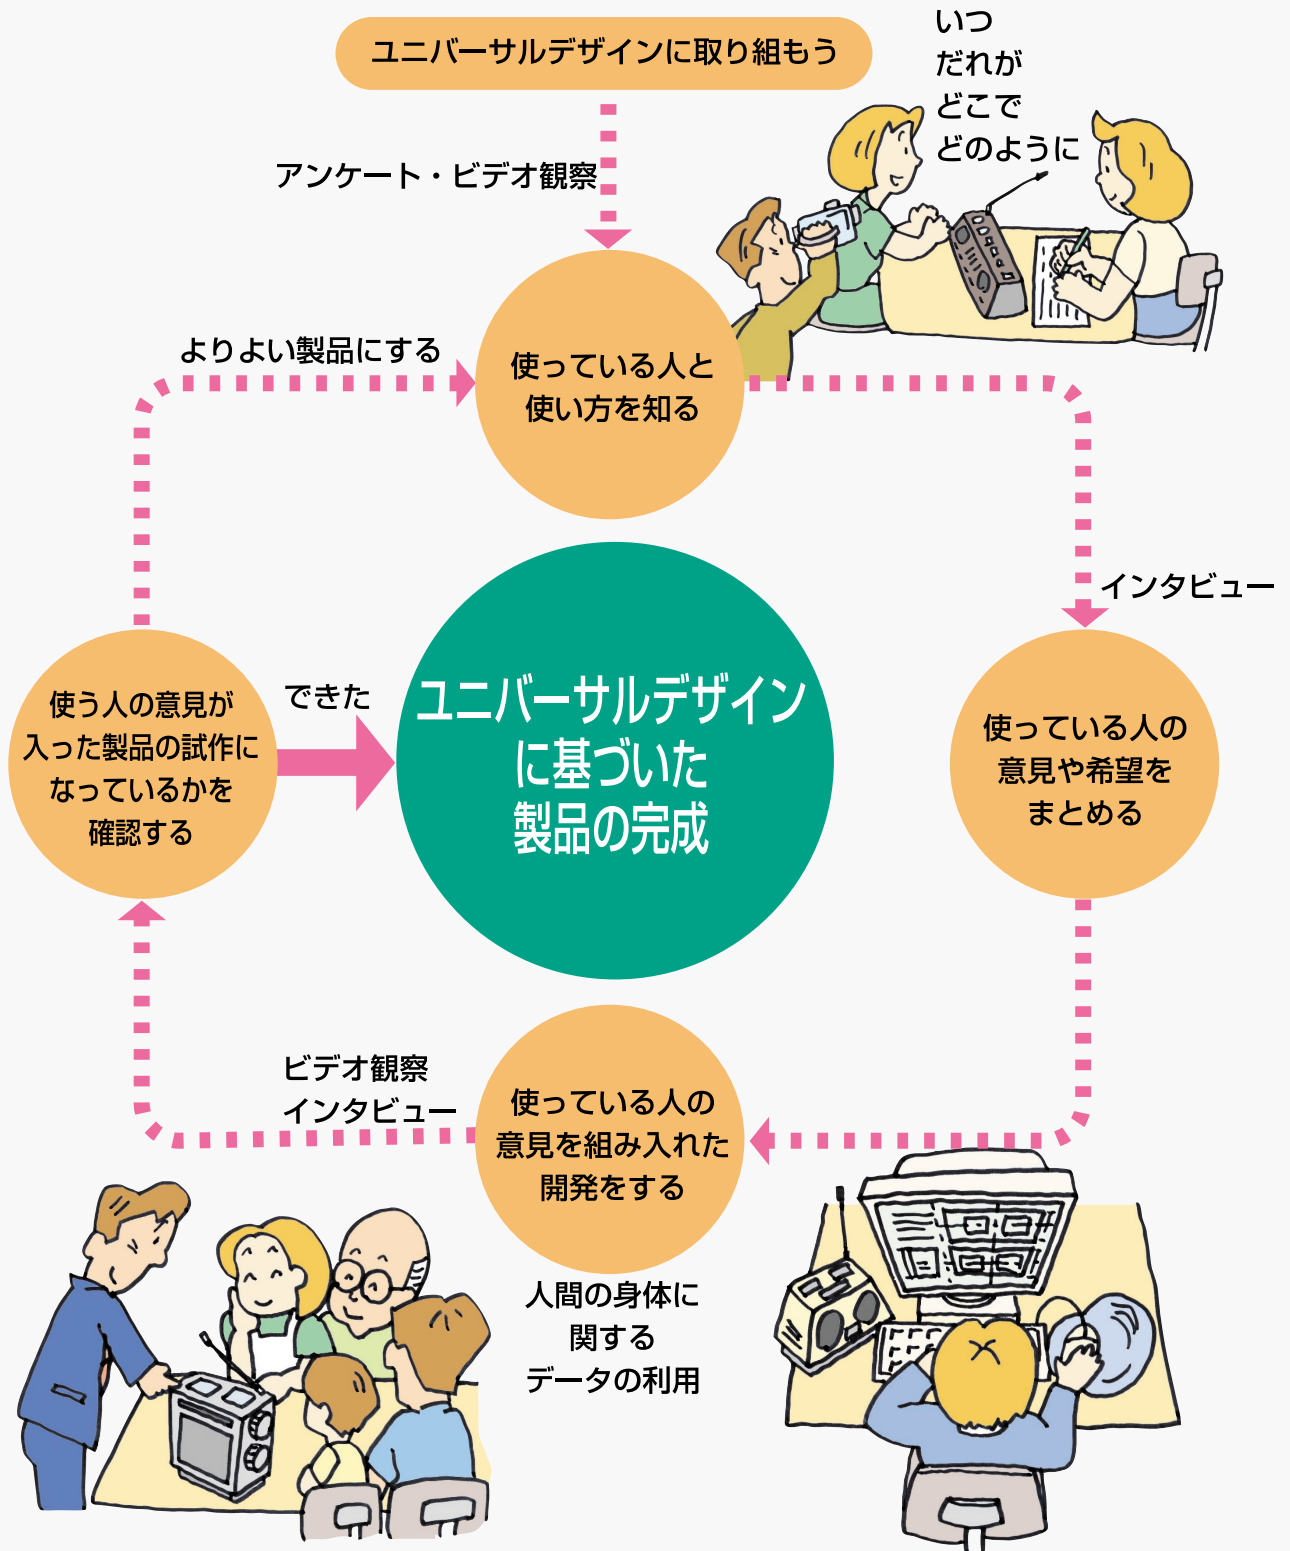 ユニバーサルデザインに取り組もう
いつ
だれが
どこで
どのように
アンケート・ビデオ観察
よりよい製品にする
使っている人と
使い方を知る
インタビュー
使っている人の
意見や希望を
まとめる
使う人の意見が
入った製品の試作に
なっているかを
確認する
できた
ユニバーサルデザイン
に基づいた
製品の完成
ビデオ観察
インタビュー
使っている人の
意見を組み入れた
開発をする
人間の身体に
関する
データの利用